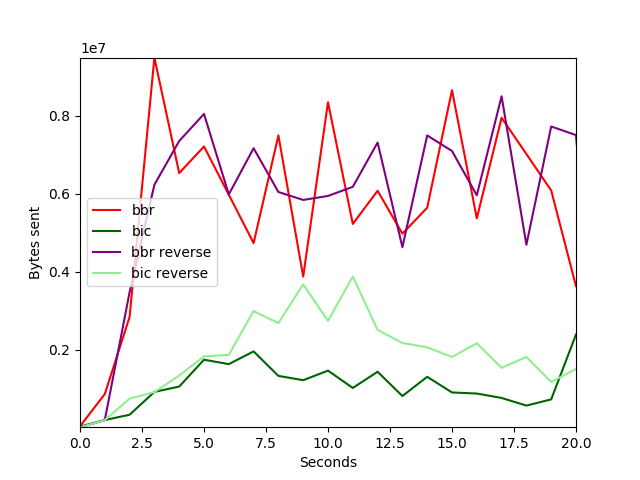 1e7
0.8
0.6
0.4
0.2
Bytes sent
bbr
bic
bbr reverse
bic reverse
0.0 2.5 5.0 7.5 10.0 12.5 15.0 17.5 20.0
Seconds